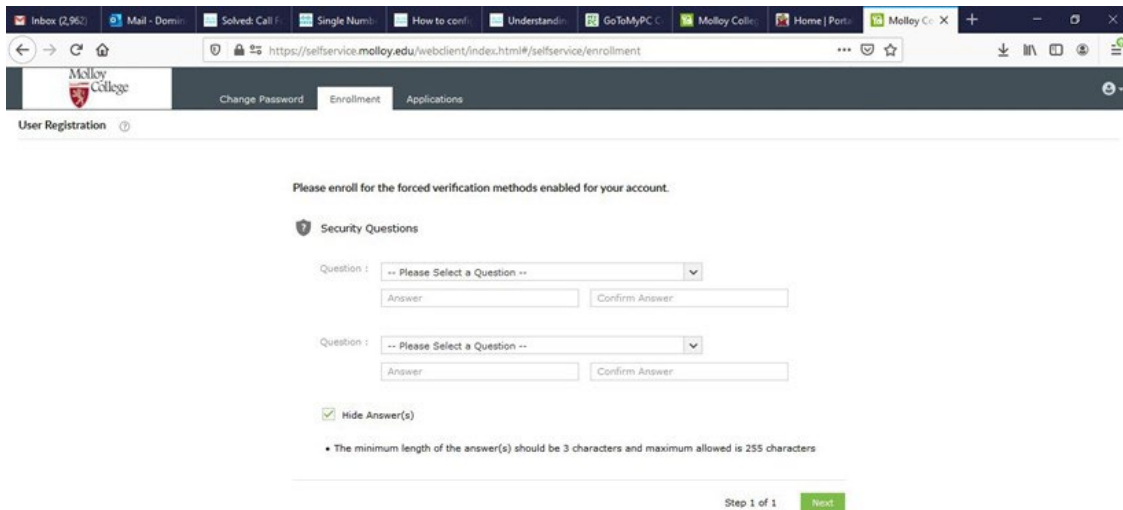 Inbox (2,962) Mail - Domin Solved: Call F Single Numb How to confi Understandin GoToMyPC C Molloy Colle Home | Porta Molloy Co
https://selfservice.molloy.edu/webclient/index.html#/selfservice/enrollment
Molloy
College
Change Password Enrollment Applications
User Registration
Please enroll for the forced verification methods enabled for your account.
Security Questions
Question : -- Please Select a Question --
Answer Confirm Answer
Question : -- Please Select a Question --
Answer Confirm Answer
Hide Answer(s)
• The minimum length of the answer(s) should be 3 characters and maximum allowed is 255 characters
Step 1 of 1 Next